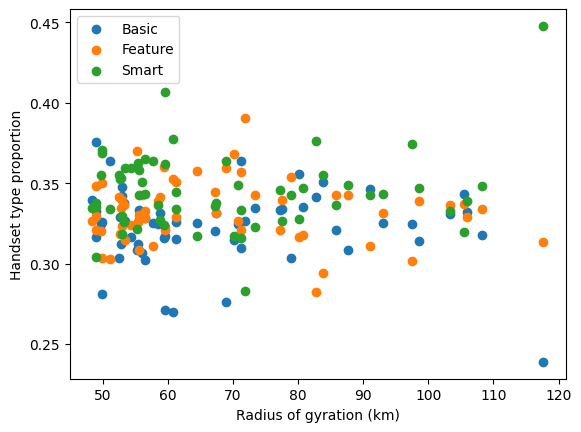 Basic
Feature
Smart
0.45
0.40
0.35
0.30
0.25
Handset type proportion
50 60 70 80 90 100 110 120
Radius of gyration (km)